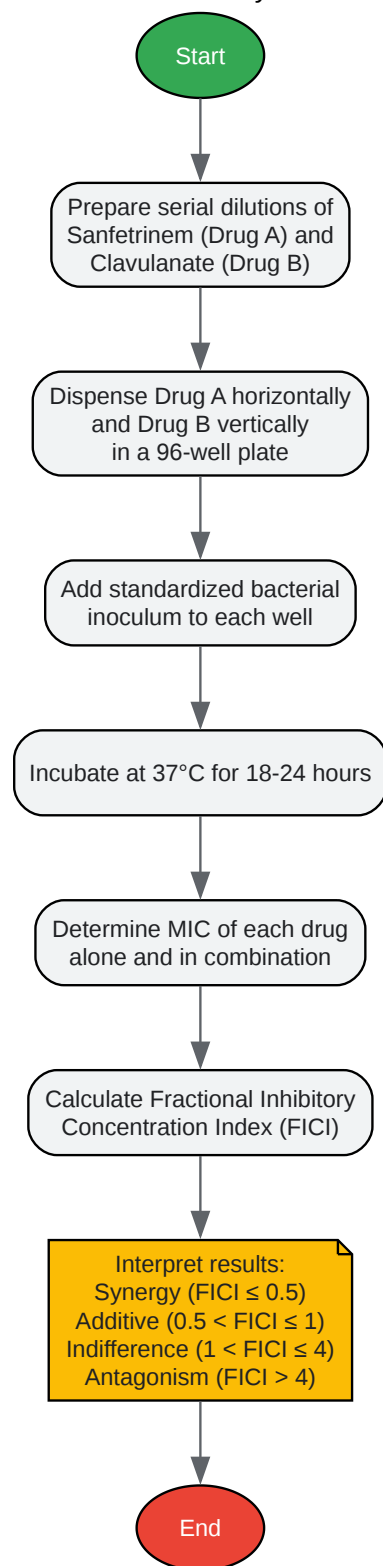 Start
Prepare serial dilutions of
Sanfetrinem (Drug A) and
Clavulanate (Drug B)
Dispense Drug A horizontally
and Drug B vertically
in a 96-well plate
Add standardized bacterial
inoculum to each well
Incubate at 37°C for 18-24 hours
Determine MIC of each drug
alone and in combination
Calculate Fractional Inhibitory
Concentration Index (FICI)
Interpret results:
Synergy (FICI ≤ 0.5)
Additive (0.5 < FICI ≤ 1)
Indifference (1 < FICI ≤ 4)
Antagonism (FICI > 4)
End